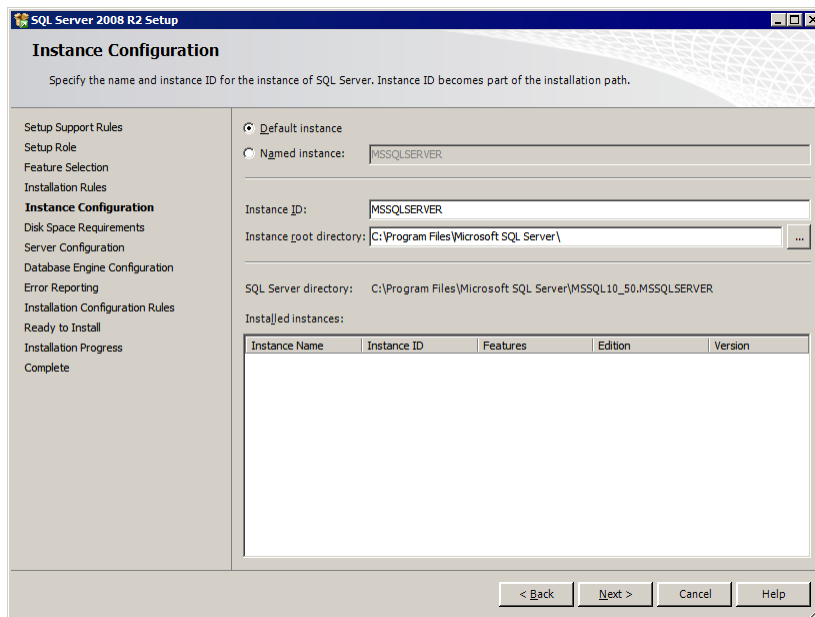 SQL Server 2008 R2 Setup
Instance Configuration
Specify the name and instance ID for the instance of SQL Server. Instance ID becomes part of the installation path.
Setup Support Rules
Setup Role
Feature Selection
Installation Rules
Instance Configuration
Disk Space Requirements
Server Configuration
Database Engine Configuration
Error Reporting
Installation Configuration Rules
Ready to Install
Installation Progress
Complete
Default instance
Named instance: MSSQLSERVER
Instance ID: MSSQLSERVER
Instance root directory: C:\Program Files\Microsoft SQL Server\ ...
SQL Server directory: C:\Program Files\Microsoft SQL Server\MSSQL10_50.MSSQLSERVER
Installed instances:
Instance Name Instance ID Features Edition Version
< Back Next > Cancel Help